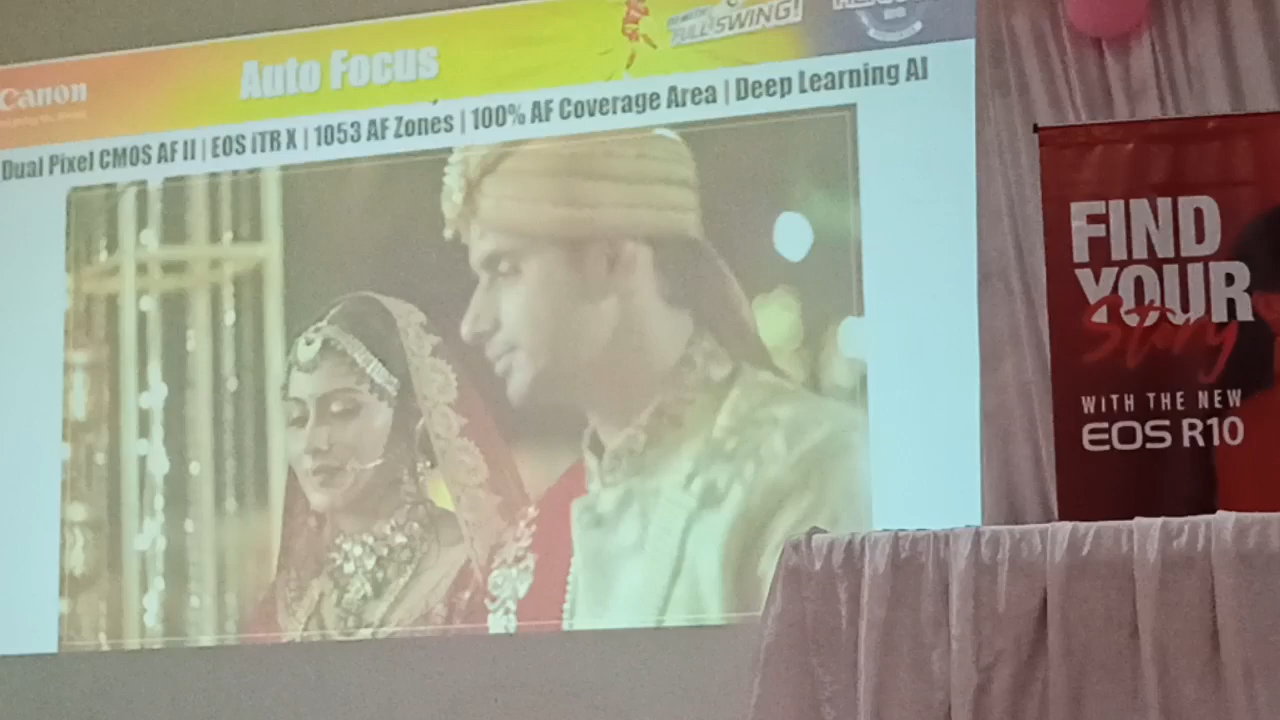 Canon
Auto Focus
FULL SWING!
Dual Pixel CMOS AF II | EOS iTR X | 1053 AF Zones | 100% AF Coverage Area | Deep Learning AI
FIND
YOUR
Story
WITH THE NEW
EOS R10